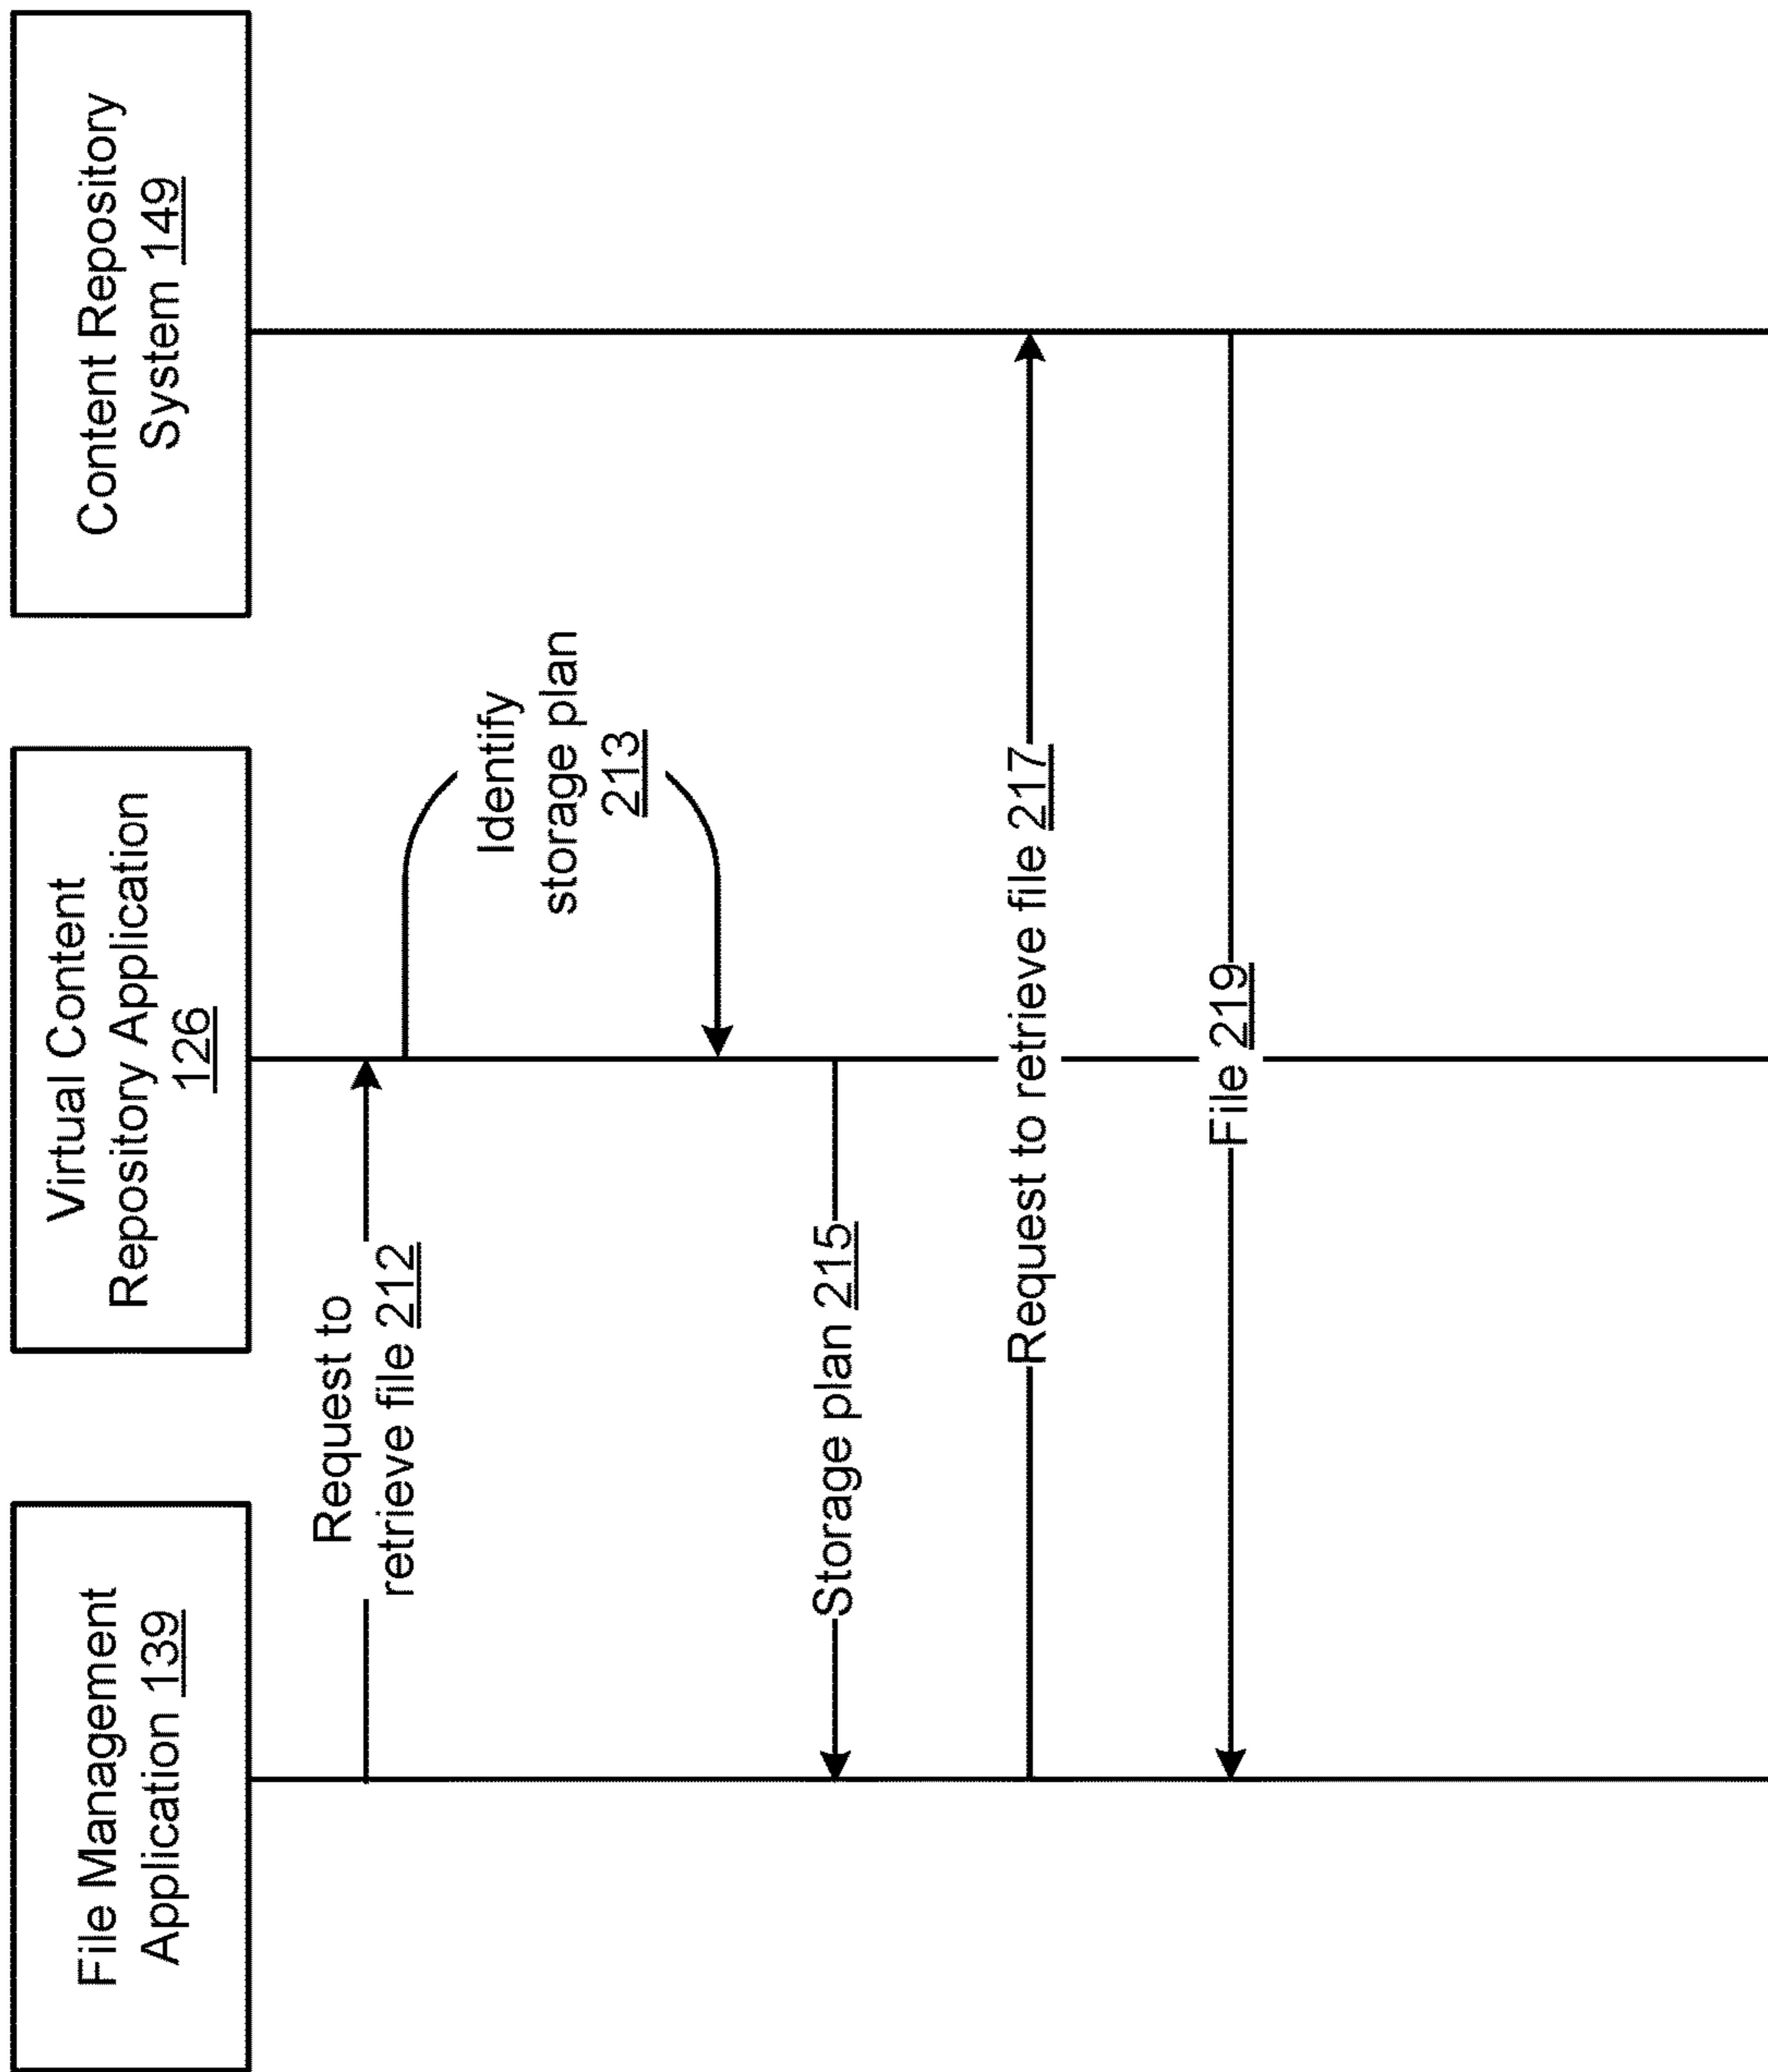 File Management
Application 139
Virtual Content
Repository Application
126
Content Repository
System 149
Request to
retrieve file 212
Identify
storage plan
213
Storage plan 215
Request to retrieve file 217
File 219